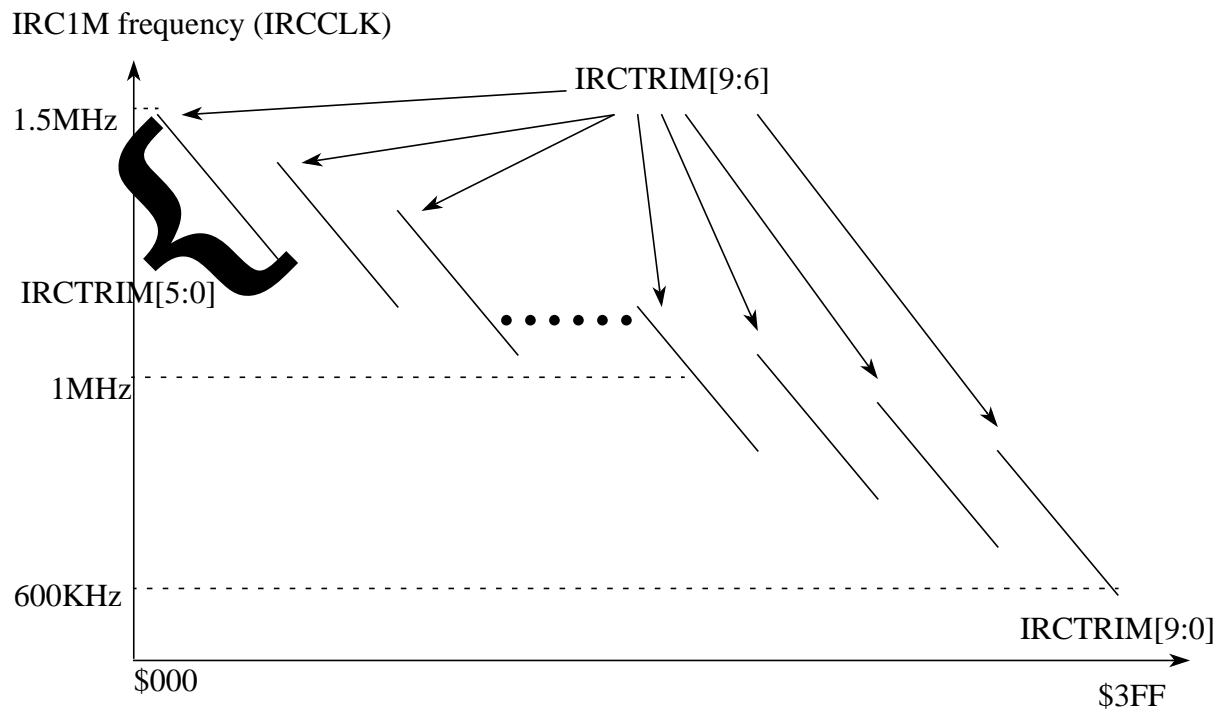 IRC1M frequency (IRCCLK)
IRCTRIM[9:6]
1.5MHz
IRCTRIM[5:0]
1MHz
600KHz
IRCTRIM[9:0]
$000
$3FF